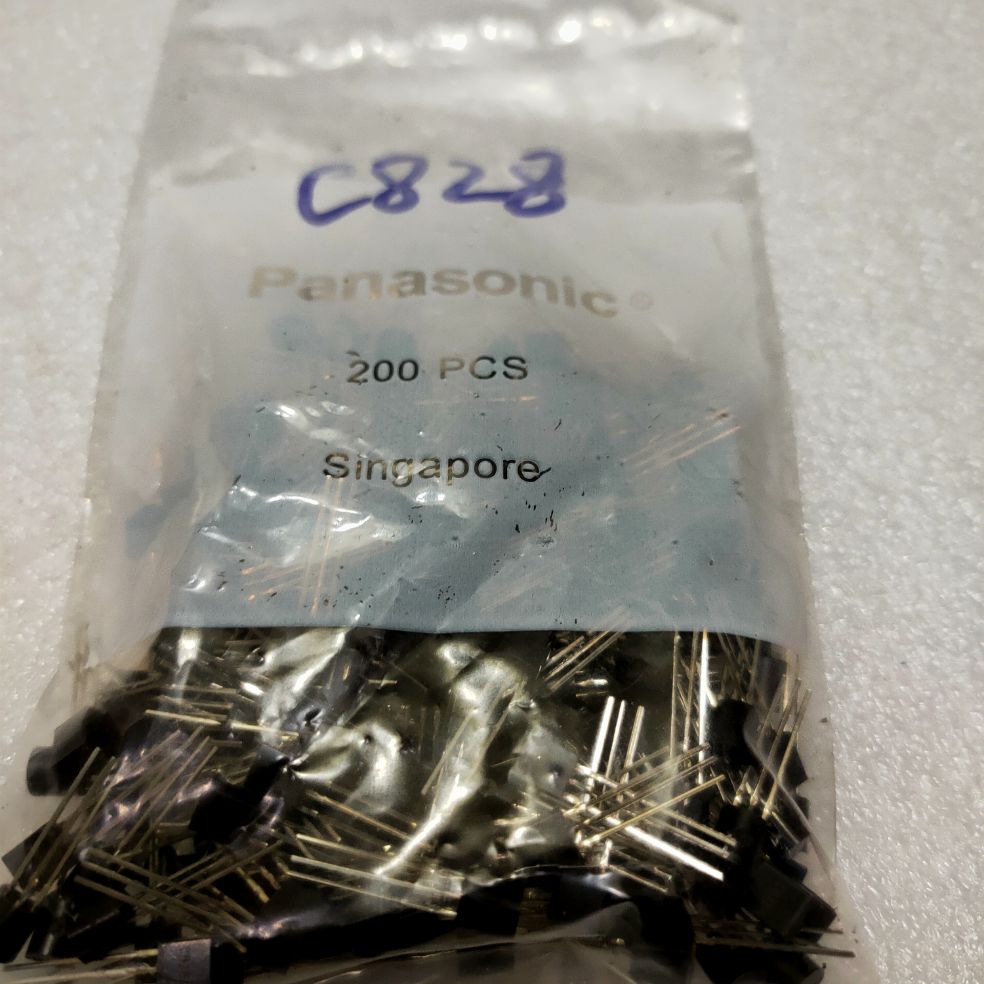 C828
Panasonic®
200 PCS
Singapore